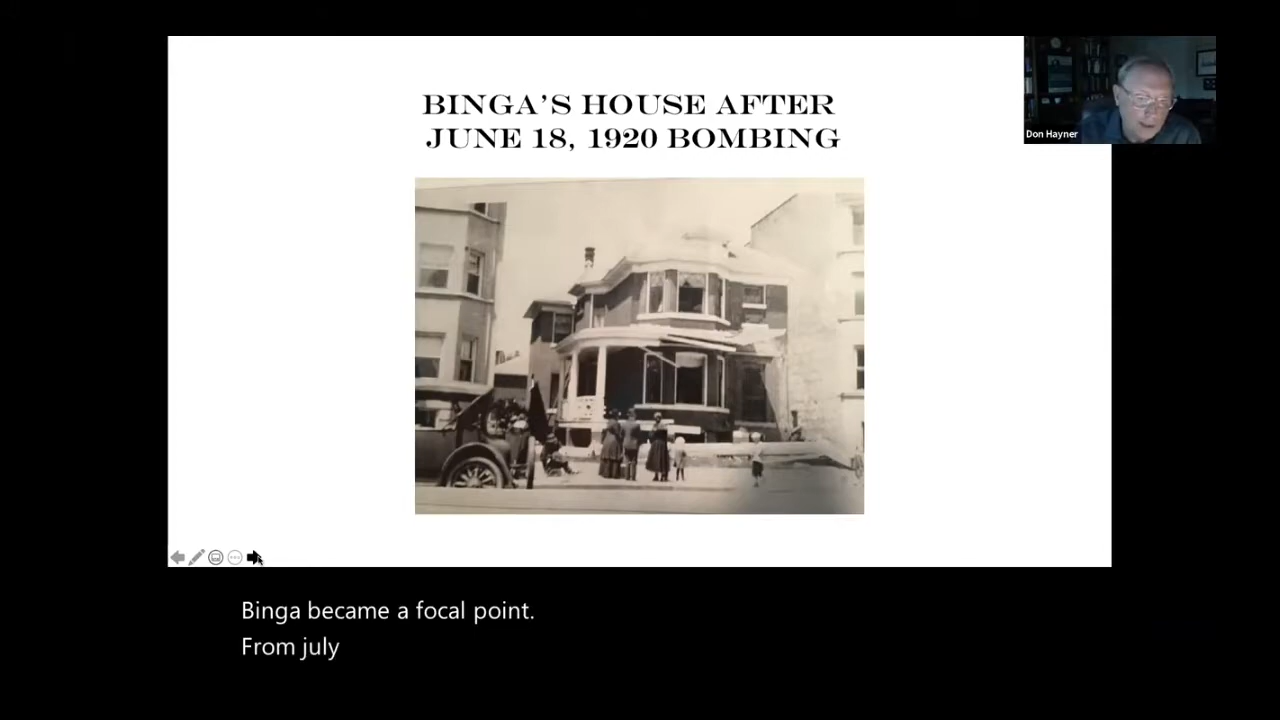 BINGA'S HOUSE AFTER
JUNE 18, 1920 BOMBING
Don Hayner
Binga became a focal point.
From july